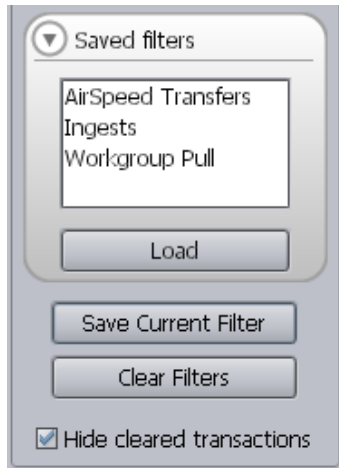 Saved filters
AirSpeed Transfers
Ingests
Workgroup Pull
Load
Save Current Filter
Clear Filters
Hide cleared transactions